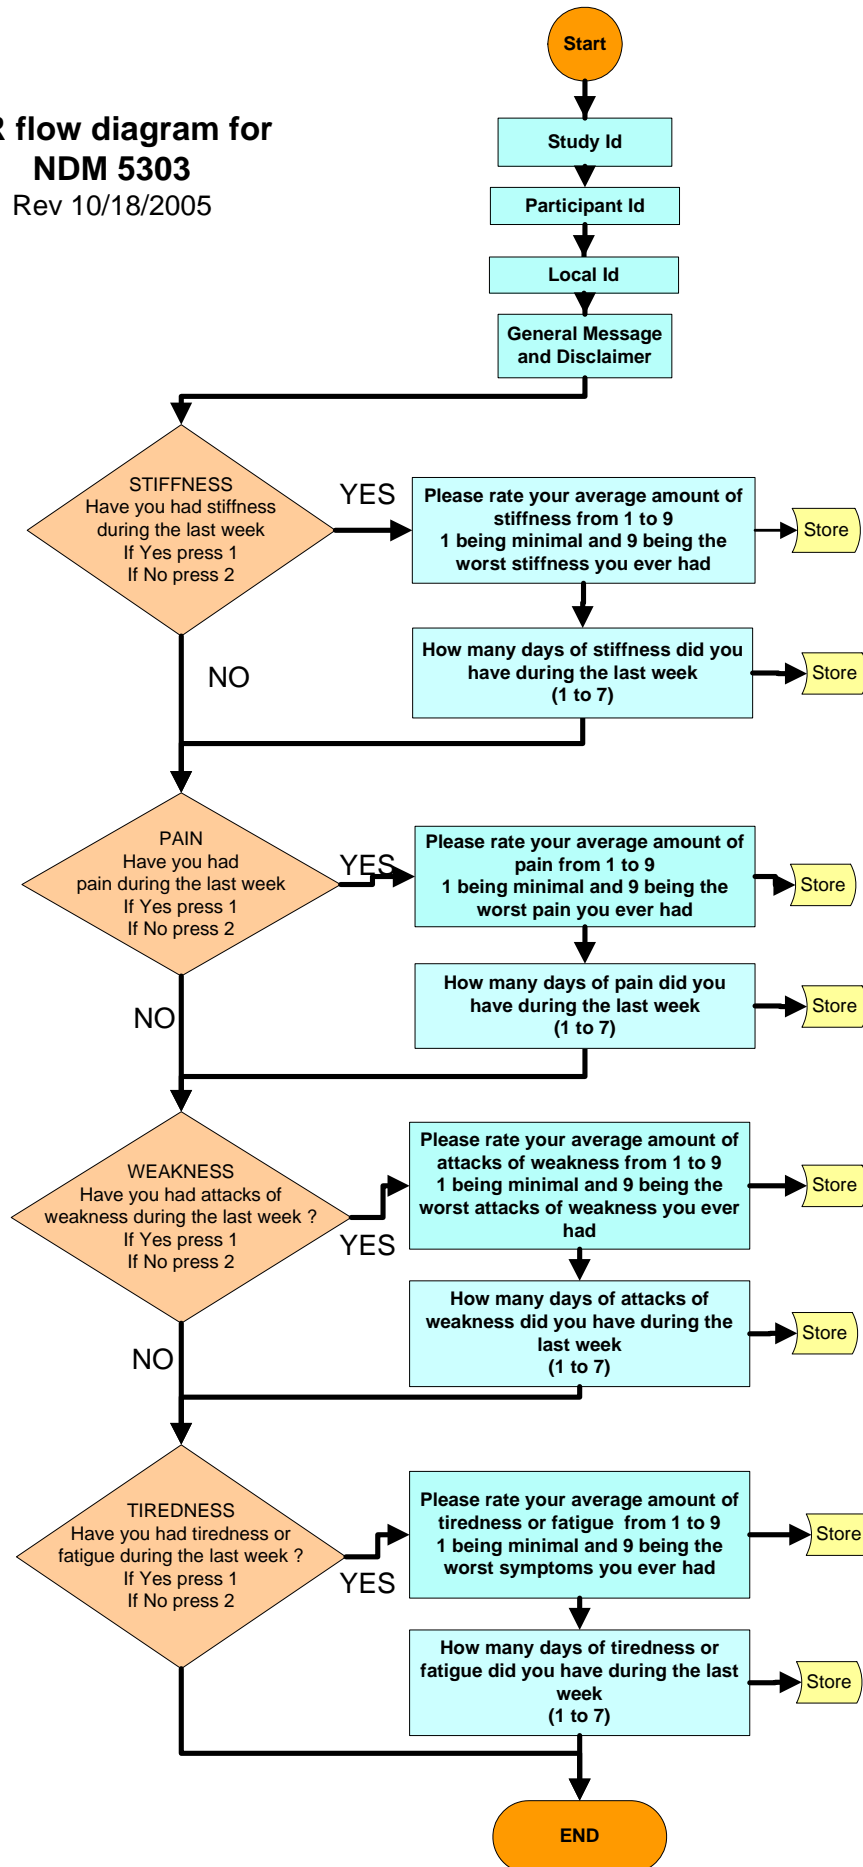 Start
R flow diagram for
NDM 5303
Rev 10/18/2005
Study Id
Participant Id
Local Id
General Message
and Disclaimer
STIFFNESS
Have you had stiffness
during the last week
If Yes press 1
If No press 2
YES
Please rate your average amount of
stiffness from 1 to 9
1 being minimal and 9 being the
worst stiffness you ever had
Store
NO
How many days of stiffness did you
have during the last week
(1 to 7)
Store
PAIN
Have you had
pain during the last week
If Yes press 1
If No press 2
YES
Please rate your average amount of
pain from 1 to 9
1 being minimal and 9 being the
worst pain you ever had
Store
NO
How many days of pain did you
have during the last week
(1 to 7)
Store
WEAKNESS
Have you had attacks of
weakness during the last week ?
If Yes press 1
If No press 2
YES
Please rate your average amount of
attacks of weakness from 1 to 9
1 being minimal and 9 being the
worst attacks of weakness you ever
had
Store
NO
How many days of attacks of
weakness did you have during the
last week
(1 to 7)
Store
TIREDNESS
Have you had tiredness or
fatigue during the last week ?
If Yes press 1
If No press 2
YES
Please rate your average amount of
tiredness or fatigue  from 1 to 9
1 being minimal and 9 being the
worst symptoms you ever had
Store
How many days of tiredness or
fatigue did you have during the last
week
(1 to 7)
Store
END